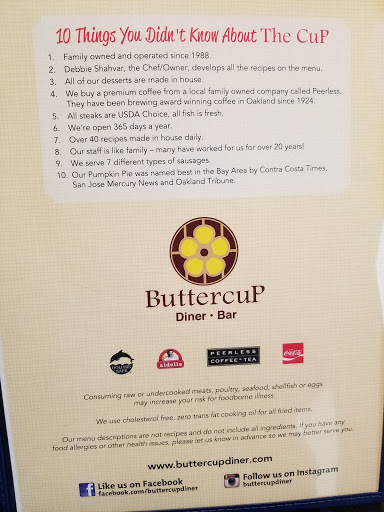 10 Things You Didn't Know About The CuP
1. Family owned and operated since 1988.
2. Debbie Shahvar, the Chef/Owner, develops all the recipes on the menu.
3. All of our desserts are made in house.
4. We buy a premium coffee from a local family owned company called Peerless.
They have been brewing award winning coffee in Oakland since 1924.
5. All steaks are USDA Choice, all fish is fresh.
6. We're open 365 days a year.
7. Over 40 recipes made in house daily.
8. Our staff is like family – many have worked for us for over 20 years!
9. We serve 7 different types of sausages.
10. Our Pumpkin Pie was named best in the Bay Area by Contra Costa Times,
San Jose Mercury News and Oakland Tribune.
ButtercuP
Diner • Bar
DOLPHIN SAFE
aidells
PEERLESS
COFFEE • TEA
Coca-Cola
Consuming raw or undercooked meats, poultry, seafood, shellfish or eggs
may increase your risk for foodborne illness.
We use cholesterol free, zero trans fat cooking oil for all fried items.
Our menu descriptions are not recipes and do not include all ingredients. If you have any
food allergies or other health issues, please let us know in advance so we may better serve you.
www.buttercupdiner.com
Like us on Facebook
facebook.com/buttercupdiner
Follow us on Instagram
buttercupdiner